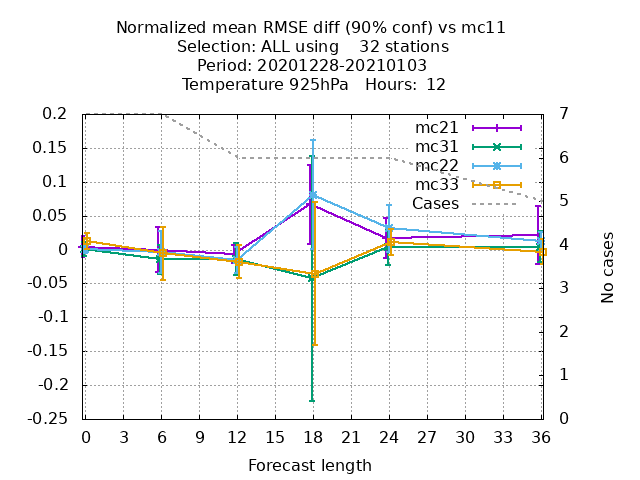 Normalized mean RMSE diff (90% conf) vs mc11
Selection: ALL using    32 stations
Period: 20201228-20210103
Temperature 925hPa   Hours:  12
0.2
0.15
0.1
0.05
0
-0.05
-0.1
-0.15
-0.2
-0.25
7
6
5
4
3
2
1
0
No cases
mc21
mc31
mc22
mc33
Cases
0 3 6 9 12 15 18 21 24 27 30 33 36
Forecast length